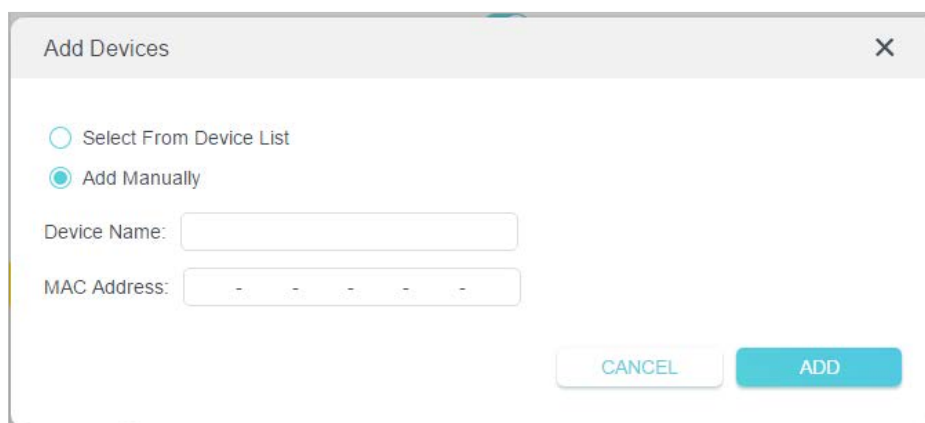 Add Devices
Select From Device List
Add Manually
Device Name:
MAC Address: - - - - -
CANCEL ADD